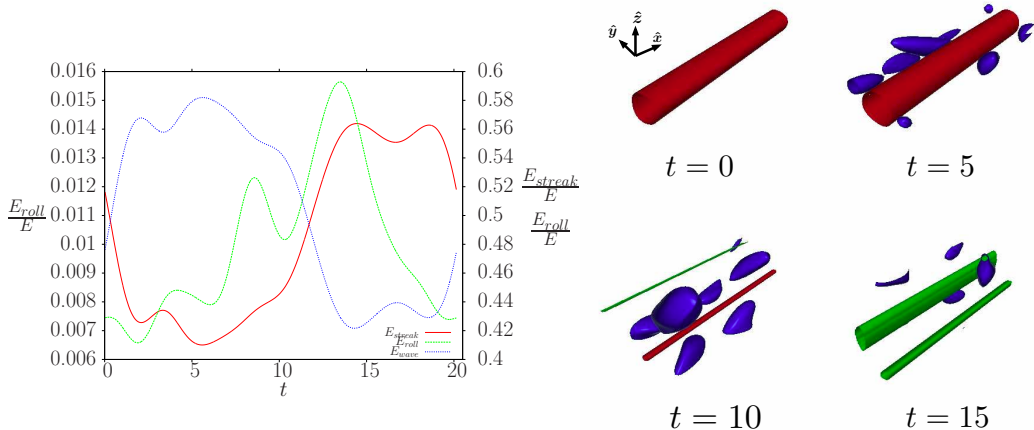 0.016
0.015
0.014
0.013
0.012
0.011
0.01
0.009
0.008
0.007
0.006
E_roll
E
0.6
0.58
0.56
0.54
0.52
0.5
0.48
0.46
0.44
0.42
0.4
E_streak
E
E_roll
E
0 5 10 15 20
t
E_streak
E_roll
E_wave
ŷ ẑ x̂
t = 0
t = 5
t = 10
t = 15